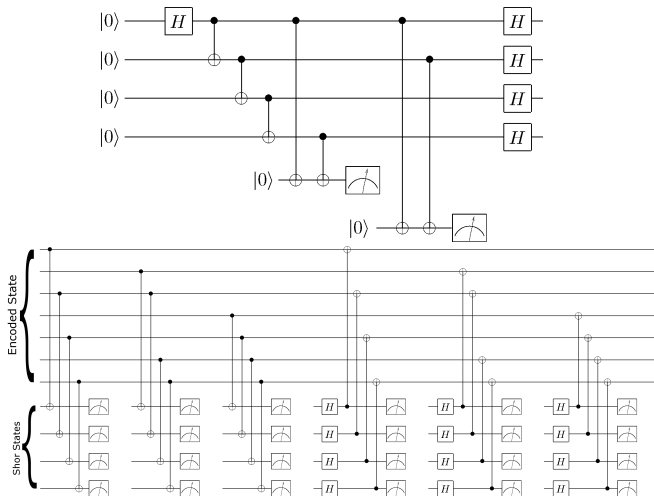 |0⟩ H H
|0⟩ H
|0⟩ H
|0⟩ H
|0⟩
|0⟩
Encoded State
Shor States
H H H
H H H
H H H
H H H